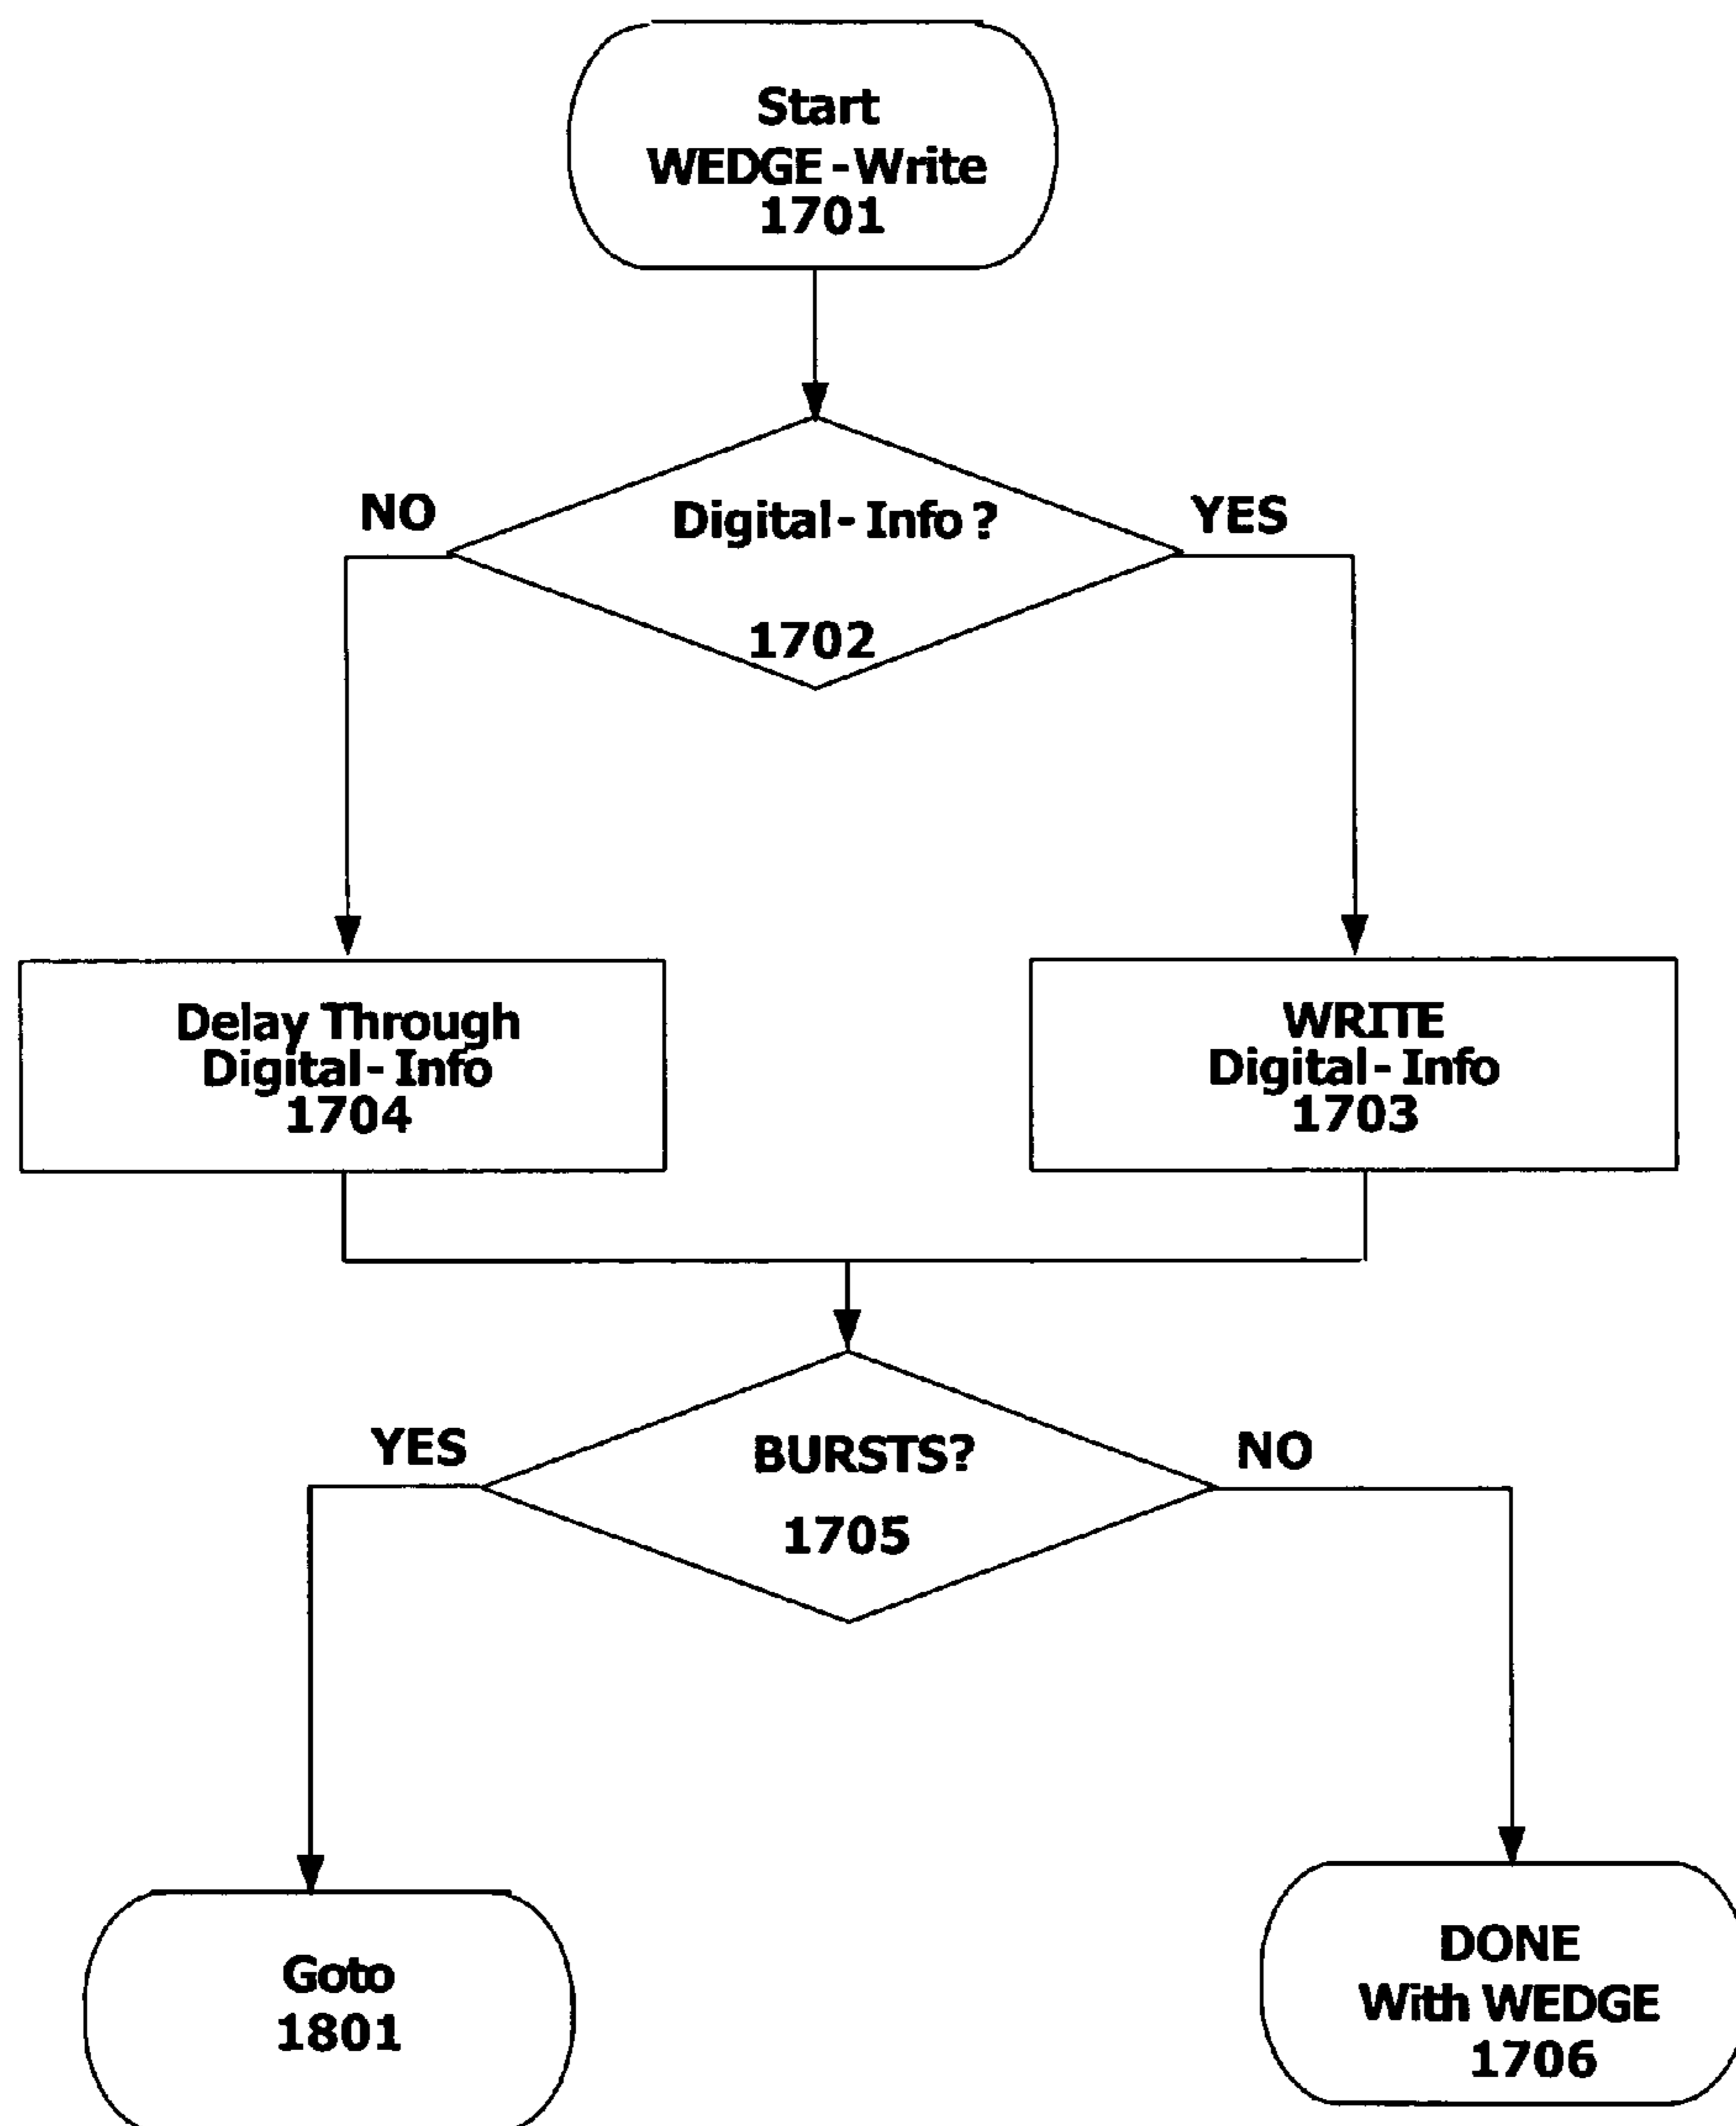 Start
WEDGE-Write
1701
NO
Digital-Info?
YES
1702
Delay Through
Digital-Info
1704
WRITE
Digital-Info
1703
YES
BURSTS?
NO
1705
Goto
1801
DONE
With WEDGE
1706